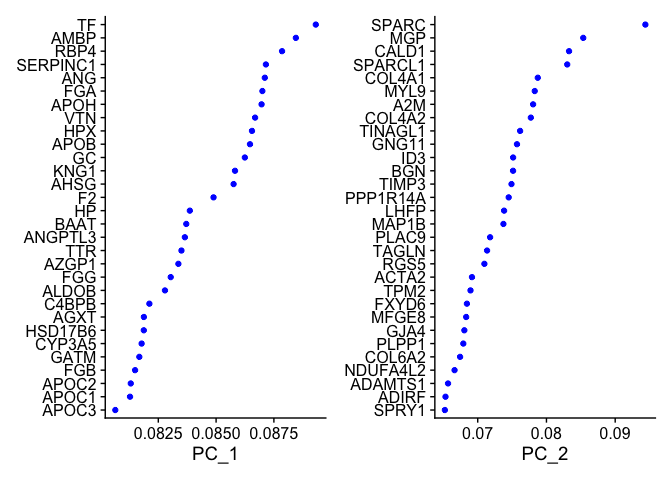 TF
AMBP
RBP4
SERPINC1
ANG
FGA
APOH
VTN
HPX
APOB
GC
KNG1
AHSG
F2
HP
BAAT
ANGPTL3
TTR
AZGP1
FGG
ALDOB
C4BPB
AGXT
HSD17B6
CYP3A5
GATM
FGB
APOC2
APOC1
APOC3
0.0825 0.0850 0.0875
PC_1
SPARC
MGP
CALD1
SPARCL1
COL4A1
MYL9
A2M
COL4A2
TINAGL1
GNG11
ID3
BGN
TIMP3
PPP1R14A
LHFP
MAP1B
PLAC9
TAGLN
RGS5
ACTA2
TPM2
FXYD6
MFGE8
GJA4
PLPP1
COL6A2
NDUFA4L2
ADAMTS1
ADIRF
SPRY1
0.07 0.08 0.09
PC_2